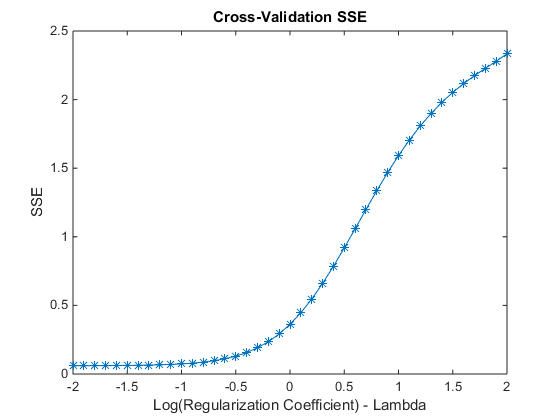 Cross-Validation SSE
2.5
2
1.5
1
0.5
0
SSE
-2 -1.5 -1 -0.5 0 0.5 1 1.5 2
Log(Regularization Coefficient) - Lambda